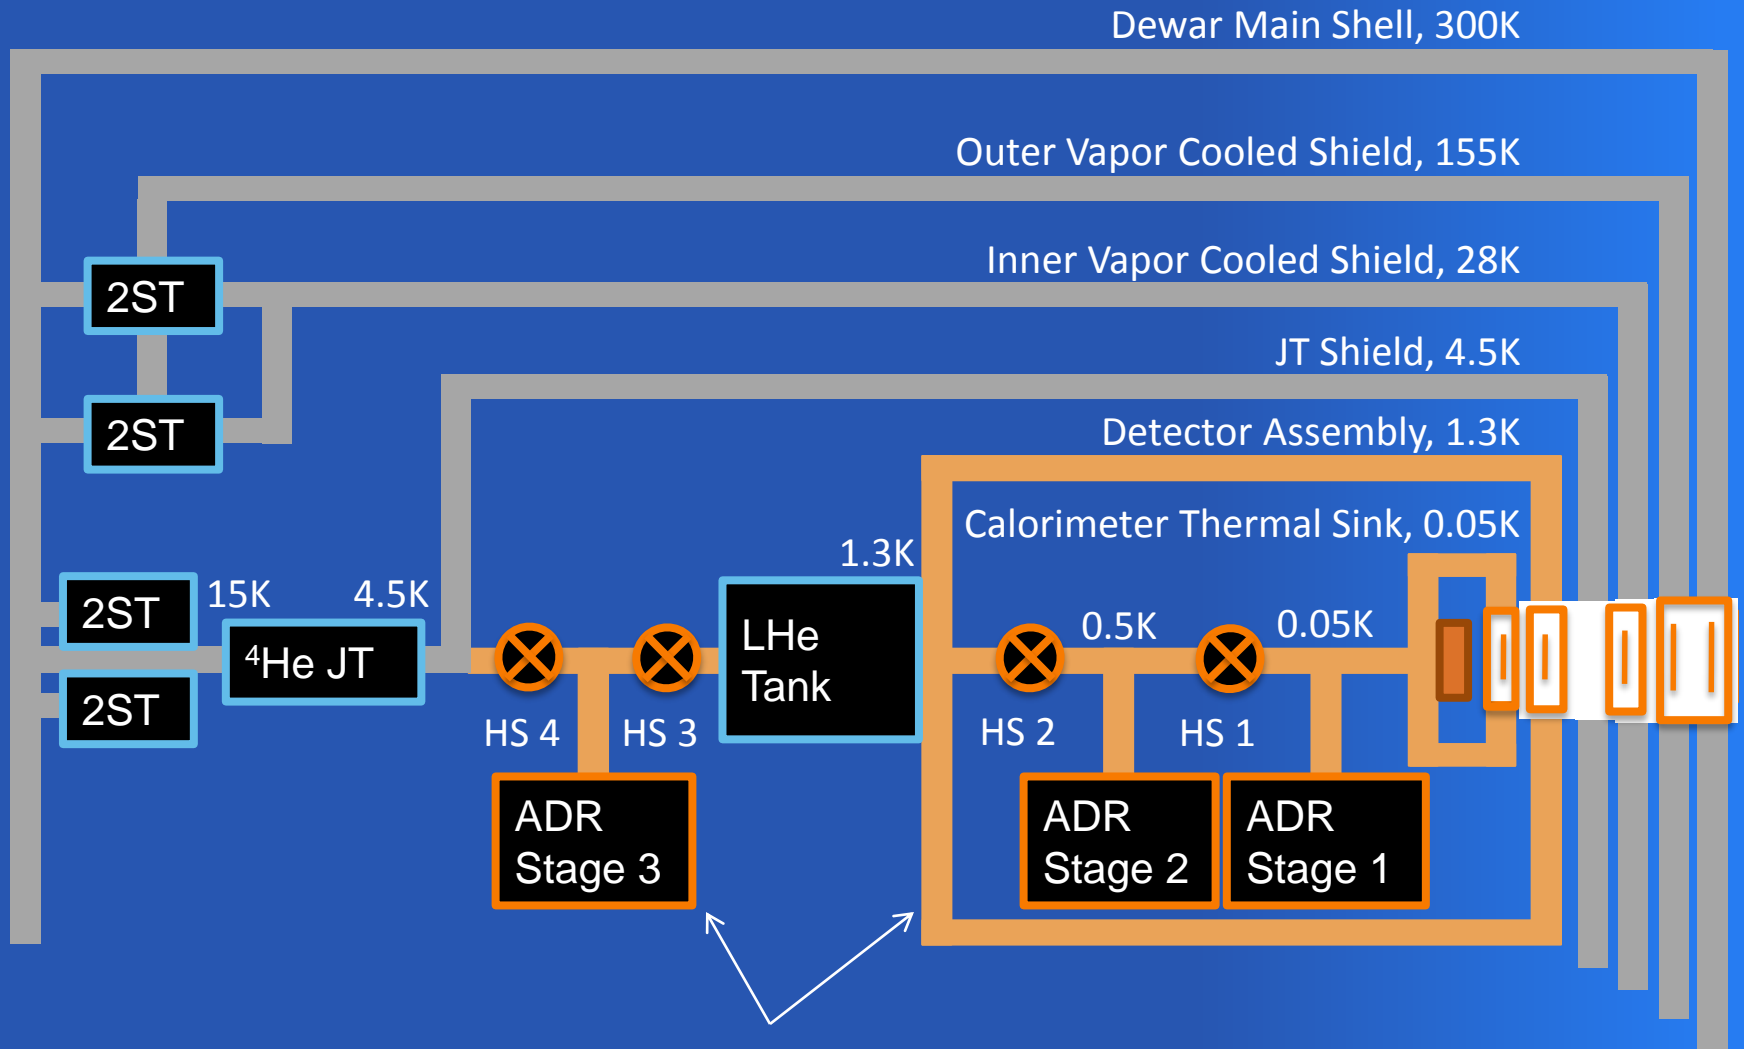 Dewar Main Shell, 300K
Outer Vapor Cooled Shield, 155K
Inner Vapor Cooled Shield, 28K
2ST
JT Shield, 4.5K
2ST
Detector Assembly, 1.3K
Calorimeter Thermal Sink, 0.05K
1.3K
2ST
15K
4.5K
⁴He JT
LHe
Tank
0.5K
0.05K
2ST
HS 4
HS 3
HS 2
HS 1
ADR
Stage 3
ADR
Stage 2
ADR
Stage 1